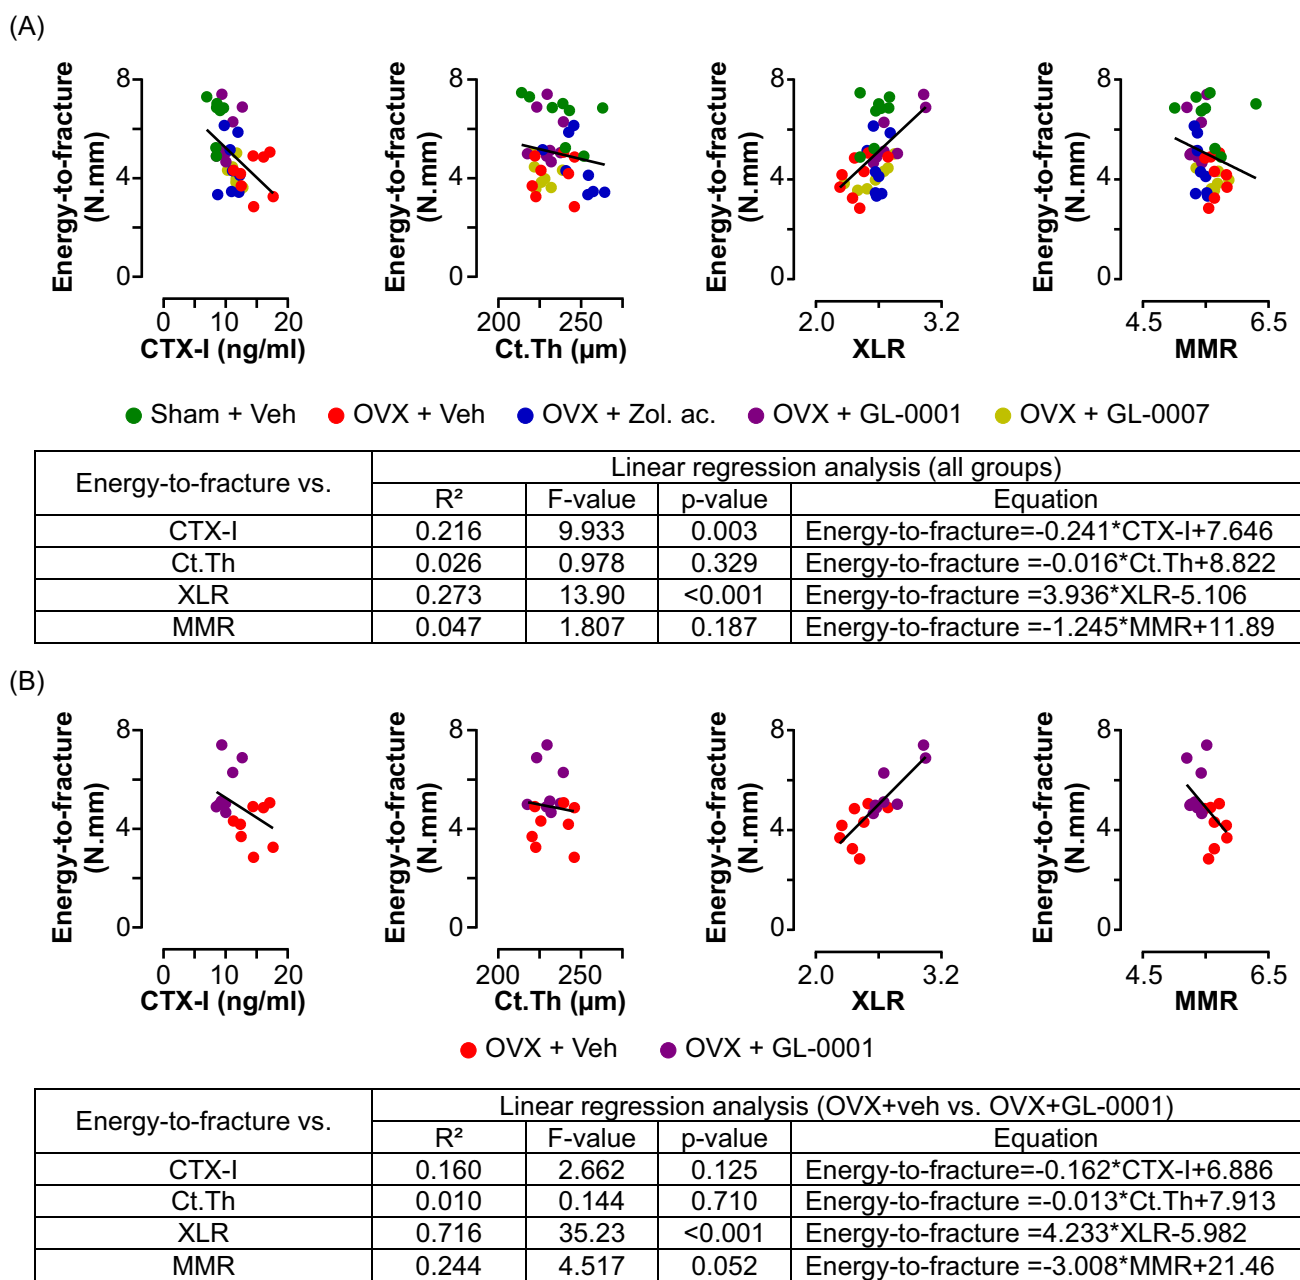 (A)
Energy-to-fracture
(N.mm)
8
4
0
0 10 20
CTX-I (ng/ml)
Energy-to-fracture
(N.mm)
8
4
0
200 250
Ct.Th (µm)
Energy-to-fracture
(N.mm)
8
4
0
2.0 3.2
XLR
Energy-to-fracture
(N.mm)
8
4
0
4.5 6.5
MMR
Sham + Veh OVX + Veh OVX + Zol. ac. OVX + GL-0001 OVX + GL-0007
Energy-to-fracture vs. Linear regression analysis (all groups)
R² F-value p-value Equation
CTX-I 0.216 9.933 0.003 Energy-to-fracture=-0.241*CTX-I+7.646
Ct.Th 0.026 0.978 0.329 Energy-to-fracture =-0.016*Ct.Th+8.822
XLR 0.273 13.90 <0.001 Energy-to-fracture =3.936*XLR-5.106
MMR 0.047 1.807 0.187 Energy-to-fracture =-1.245*MMR+11.89
(B)
Energy-to-fracture
(N.mm)
8
4
0
0 10 20
CTX-I (ng/ml)
Energy-to-fracture
(N.mm)
8
4
0
200 250
Ct.Th (µm)
Energy-to-fracture
(N.mm)
8
4
0
2.0 3.2
XLR
Energy-to-fracture
(N.mm)
8
4
0
4.5 6.5
MMR
OVX + Veh OVX + GL-0001
Energy-to-fracture vs. Linear regression analysis (OVX+veh vs. OVX+GL-0001)
R² F-value p-value Equation
CTX-I 0.160 2.662 0.125 Energy-to-fracture=-0.162*CTX-I+6.886
Ct.Th 0.010 0.144 0.710 Energy-to-fracture =-0.013*Ct.Th+7.913
XLR 0.716 35.23 <0.001 Energy-to-fracture =4.233*XLR-5.982
MMR 0.244 4.517 0.052 Energy-to-fracture =-3.008*MMR+21.46